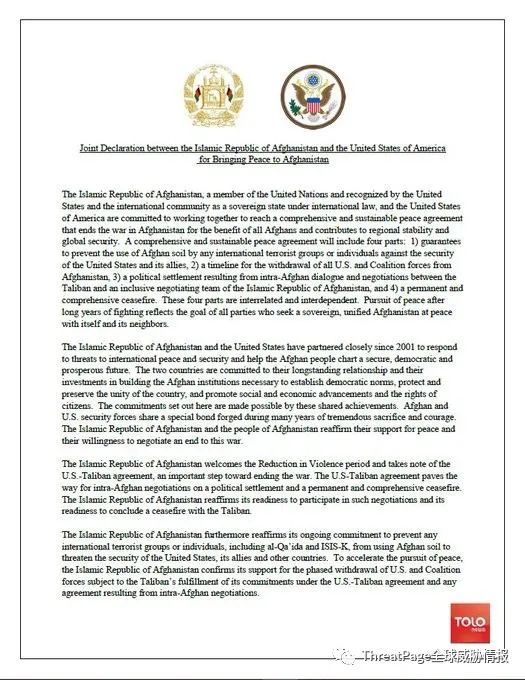 Joint Declaration between the Islamic Republic of Afghanistan and the United States of America
for Bringing Peace to Afghanistan
The Islamic Republic of Afghanistan, a member of the United Nations and recognized by the United
States and the international community as a sovereign state under international law, and the United States
of America are committed to working together to reach a comprehensive and sustainable peace agreement
that ends the war in Afghanistan for the benefit of all Afghans and contributes to regional stability and
global security. A comprehensive and sustainable peace agreement will include four parts: 1) guarantees
to prevent the use of Afghan soil by any international terrorist groups or individuals against the security
of the United States and its allies, 2) a timeline for the withdrawal of all U.S. and Coalition forces from
Afghanistan, 3) a political settlement resulting from intra-Afghan dialogue and negotiations between the
Taliban and an inclusive negotiating team of the Islamic Republic of Afghanistan, and 4) a permanent and
comprehensive ceasefire. These four parts are interrelated and interdependent. Pursuit of peace after
long years of fighting reflects the goal of all parties who seek a sovereign, unified Afghanistan at peace
with itself and its neighbors.
The Islamic Republic of Afghanistan and the United States have partnered closely since 2001 to respond
to threats to international peace and security and help the Afghan people chart a secure, democratic and
prosperous future. The two countries are committed to their longstanding relationship and their
investments in building the Afghan institutions necessary to establish democratic norms, protect and
preserve the unity of the country, and promote social and economic advancements and the rights of
citizens. The commitments set out here are made possible by these shared achievements. Afghan and
U.S. security forces share a special bond forged during many years of tremendous sacrifice and courage.
The Islamic Republic of Afghanistan and the people of Afghanistan reaffirm their support for peace and
their willingness to negotiate an end to this war.
The Islamic Republic of Afghanistan welcomes the Reduction in Violence period and takes note of the
U.S.-Taliban agreement, an important step toward ending the war. The U.S-Taliban agreement paves the
way for intra-Afghan negotiations on a political settlement and a permanent and comprehensive ceasefire.
The Islamic Republic of Afghanistan reaffirms its readiness to participate in such negotiations and its
readiness to conclude a ceasefire with the Taliban.
The Islamic Republic of Afghanistan furthermore reaffirms its ongoing commitment to prevent any
international terrorist groups or individuals, including al-Qa’ida and ISIS-K, from using Afghan soil to
threaten the security of the United States, its allies and other countries. To accelerate the pursuit of peace,
the Islamic Republic of Afghanistan confirms its support for the phased withdrawal of U.S. and Coalition
forces subject to the Taliban’s fulfillment of its commitments under the U.S.-Taliban agreement and any
agreement resulting from intra-Afghan negotiations.
TOLO
news
ThreatPage全球威胁情报